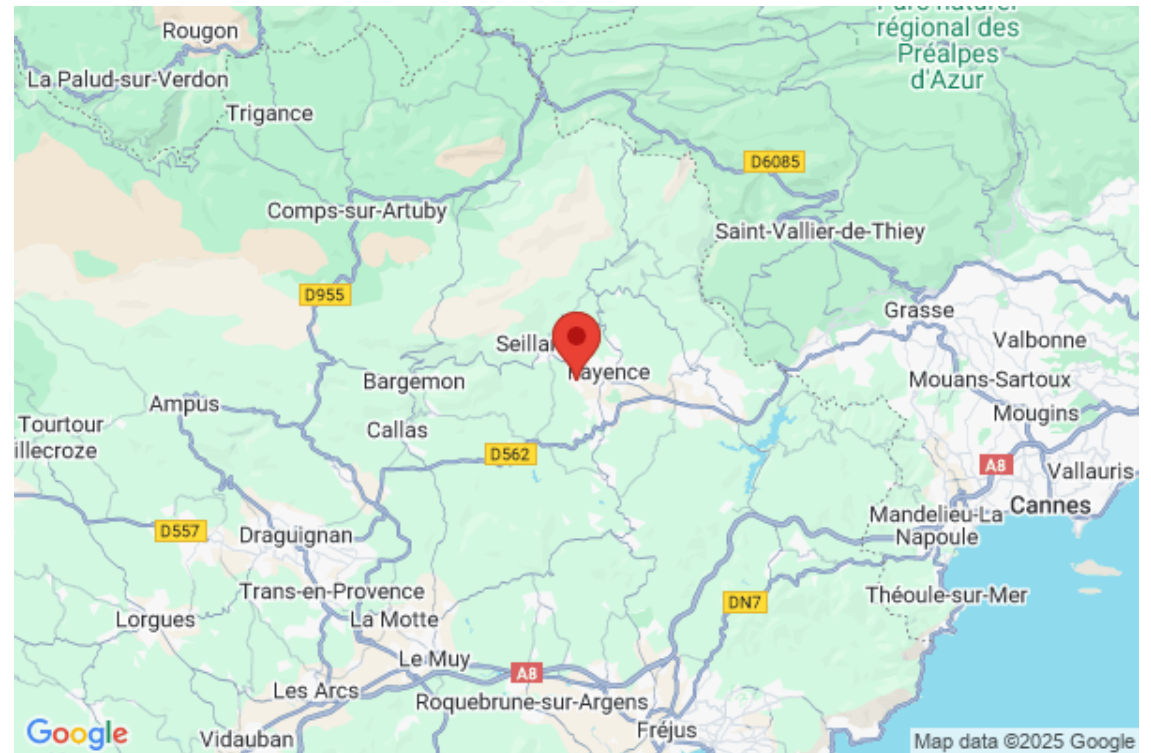 Parc naturel
régional des
Préalpes
d'Azur
Rougon
La Palud-sur-Verdon
Trigance
D6085
Comps-sur-Artuby
Saint-Vallier-de-Thiey
D955
Grasse
Valbonne
Fayence
Mouans-Sartoux
Bargemon
Ampus
Mougins
Tourtour
Callas
D562
A8
Vallauris
Cannes
Mandelieu-La
Napoule
D557
Draguignan
Trans-en-Provence
DN7
Théoule-sur-Mer
Lorgues
La Motte
Le Muy
A8
Les Arcs
Roquebrune-sur-Argens
Fréjus
Vidauban
Google
Map data ©2025 Google